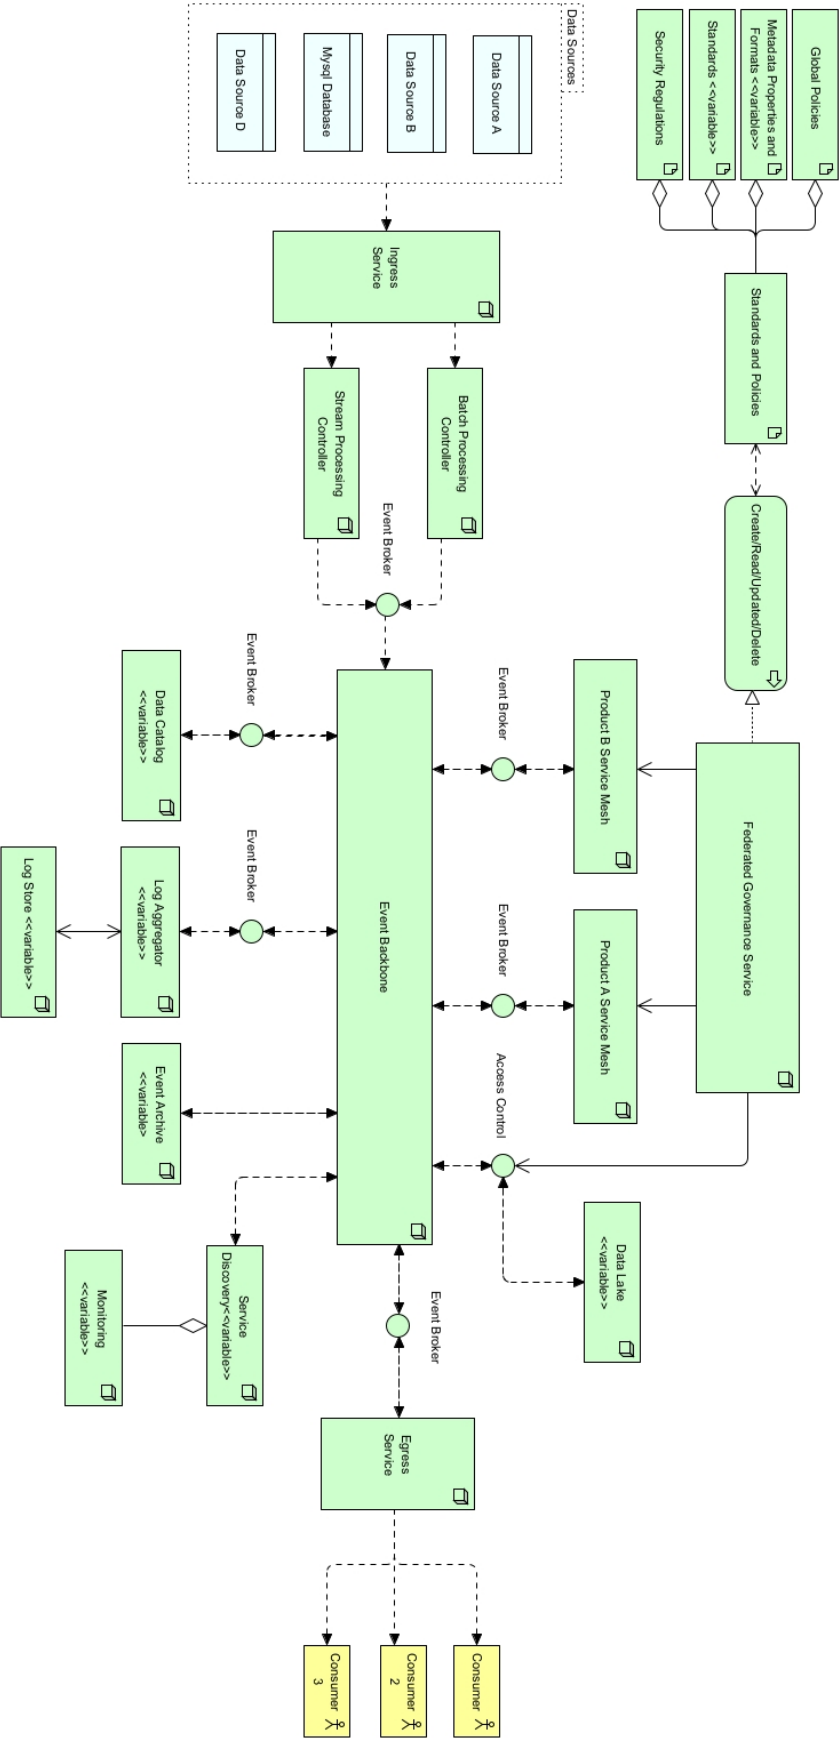 Data Sources
Data Source A
Data Source B
Mysql Database
Data Source D
Global Policies
Metadata Properties and
Formats <<variable>>
Standards <<variable>>
Security Regulations
Standards and Policies
Create/Read/Updated/Delete
Federated Governance Service
Ingress
Service
Batch Processing
Controller
Stream Processing
Controller
Event Broker
Product B Service Mesh
Event Broker
Product A Service Mesh
Event Broker
Access Control
Data Lake
<<variable>>
Event Backbone
Event Broker
Data Catalog
<<variable>>
Event Broker
Log Aggregator
<<variable>>
Log Store <<variable>>
Event Archive
<<variable>
Service
Discovery<<variable>>
Monitoring
<<variable>>
Event Broker
Egress
Service
Consumer
Consumer
2
Consumer
3